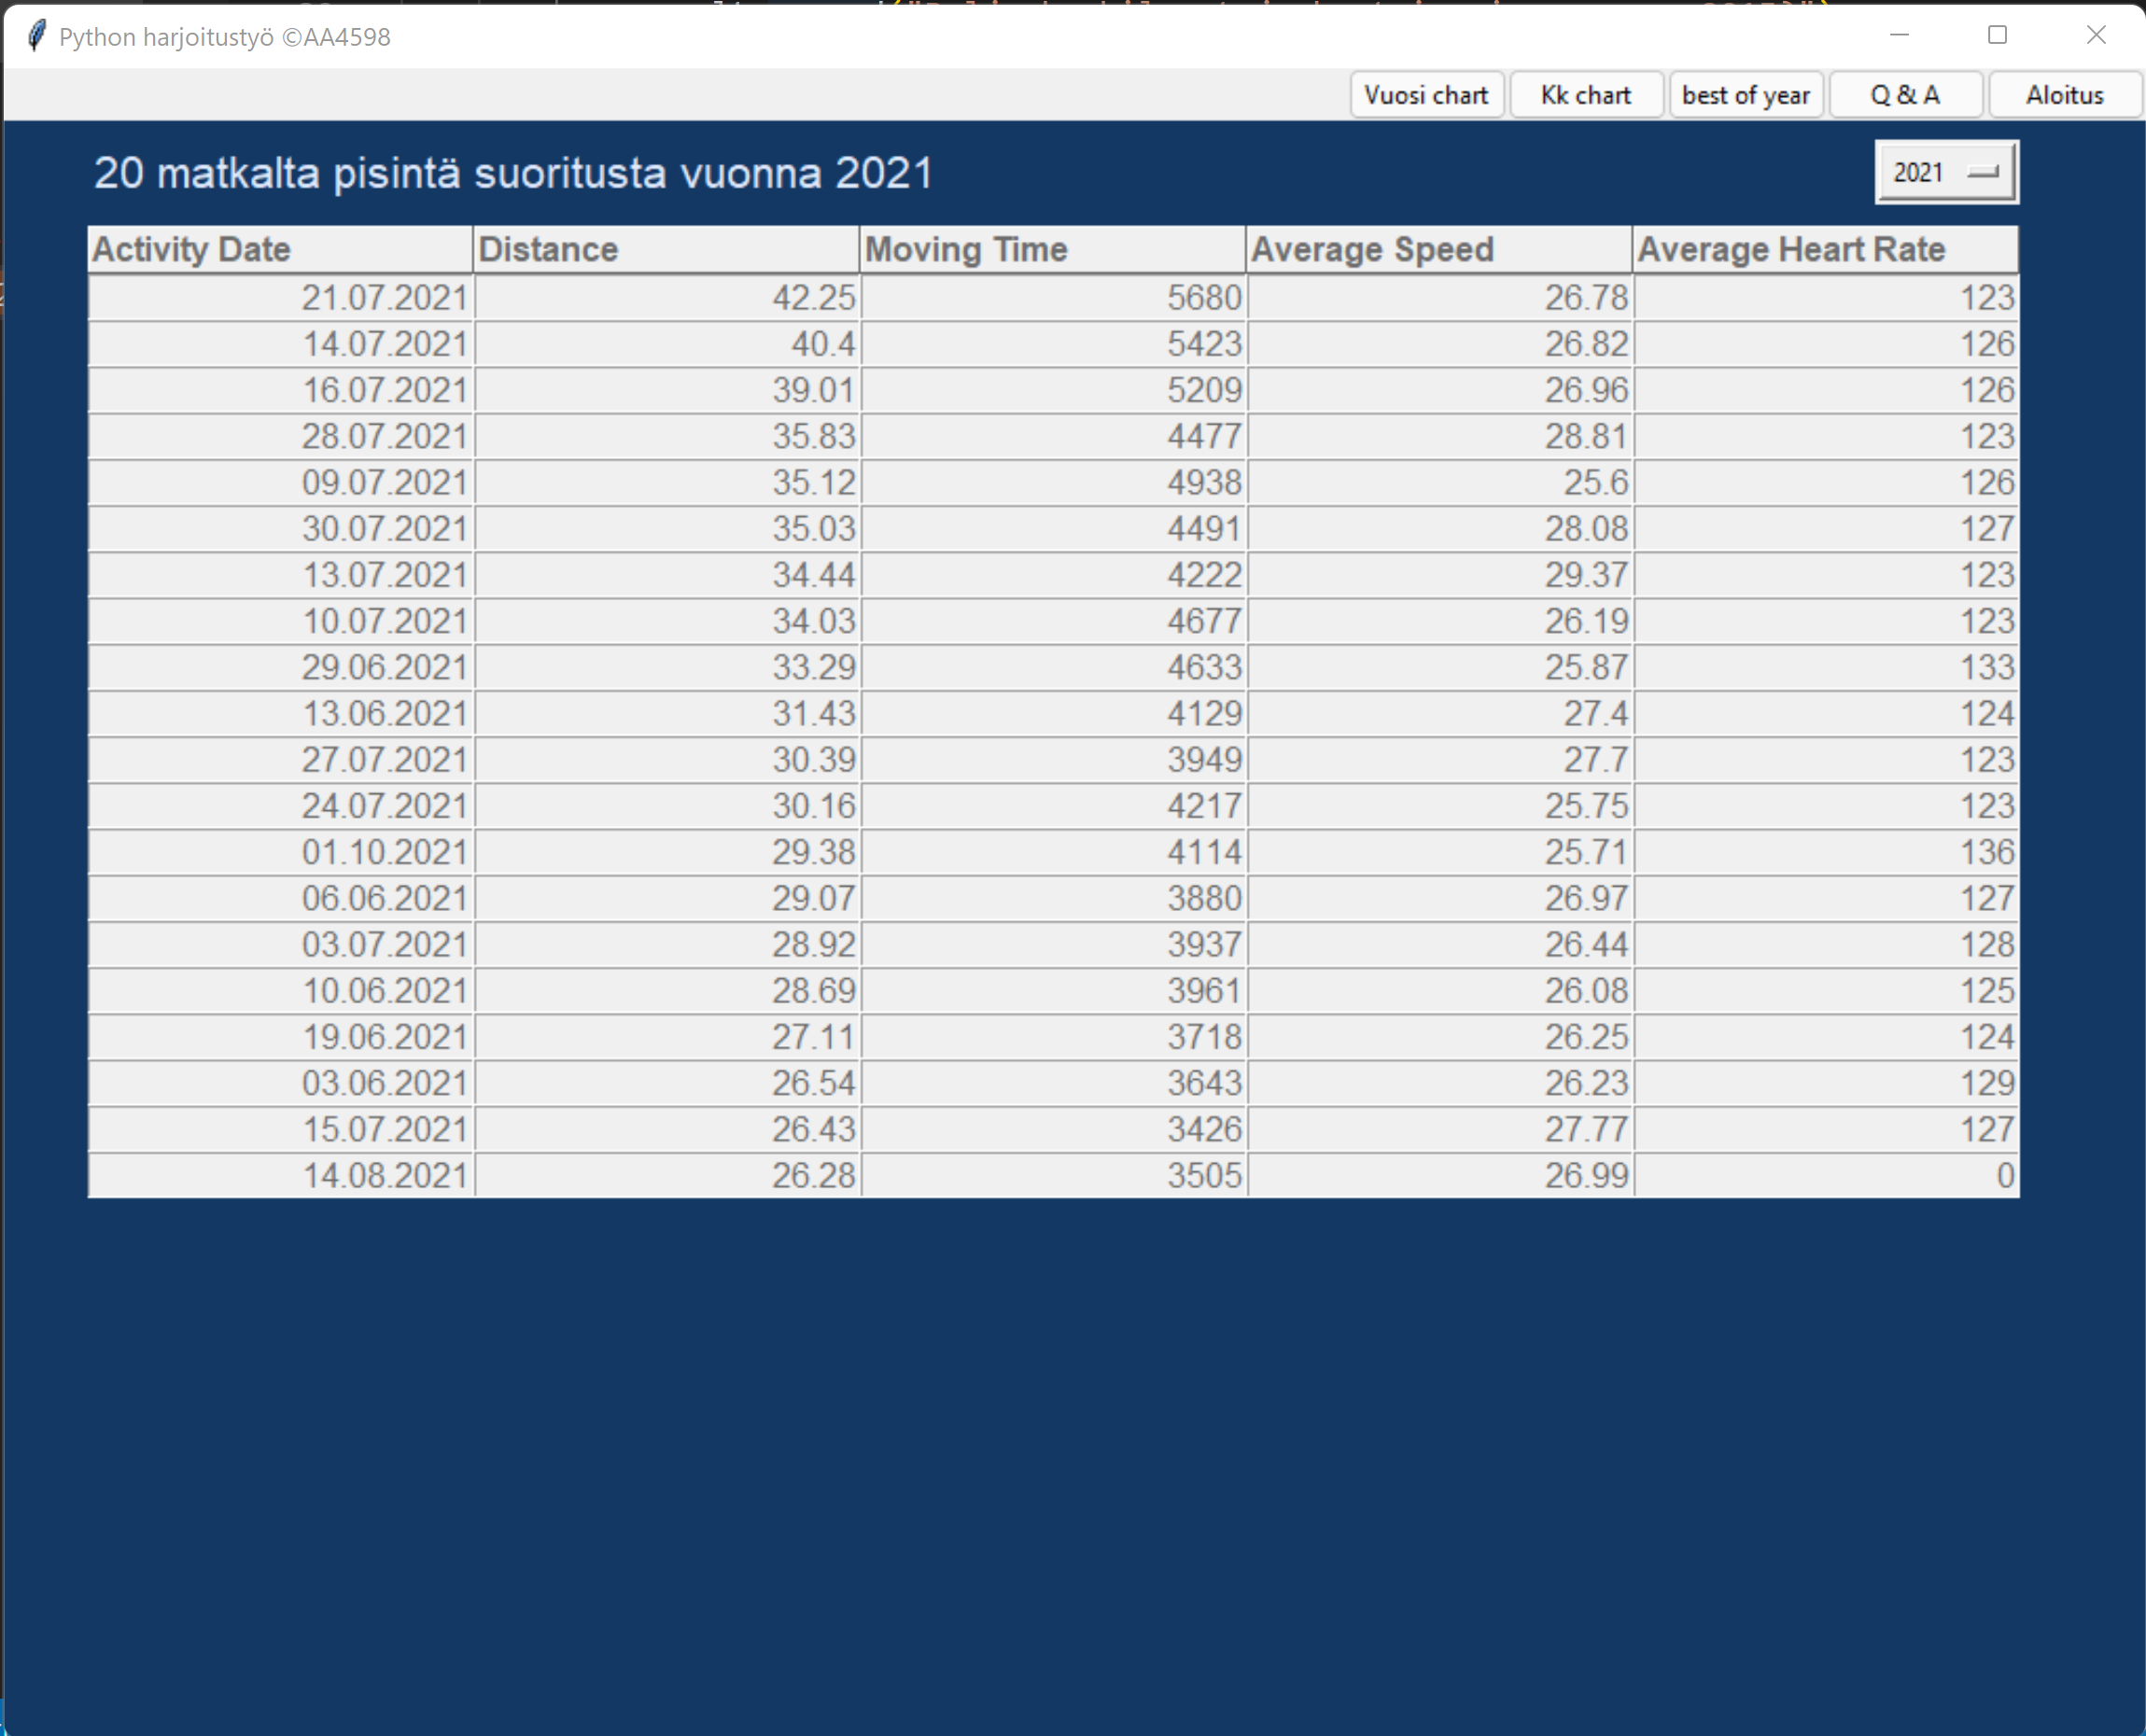 Python harjoitustyö ©AA4598
Vuosi chart Kk chart best of year Q & A Aloitus
20 matkalta pisintä suoritusta vuonna 2021 2021
Activity Date Distance Moving Time Average Speed Average Heart Rate
21.07.2021 42.25 5680 26.78 123
14.07.2021 40.4 5423 26.82 126
16.07.2021 39.01 5209 26.96 126
28.07.2021 35.83 4477 28.81 123
09.07.2021 35.12 4938 25.6 126
30.07.2021 35.03 4491 28.08 127
13.07.2021 34.44 4222 29.37 123
10.07.2021 34.03 4677 26.19 123
29.06.2021 33.29 4633 25.87 133
13.06.2021 31.43 4129 27.4 124
27.07.2021 30.39 3949 27.7 123
24.07.2021 30.16 4217 25.75 123
01.10.2021 29.38 4114 25.71 136
06.06.2021 29.07 3880 26.97 127
03.07.2021 28.92 3937 26.44 128
10.06.2021 28.69 3961 26.08 125
19.06.2021 27.11 3718 26.25 124
03.06.2021 26.54 3643 26.23 129
15.07.2021 26.43 3426 27.77 127
14.08.2021 26.28 3505 26.99 0